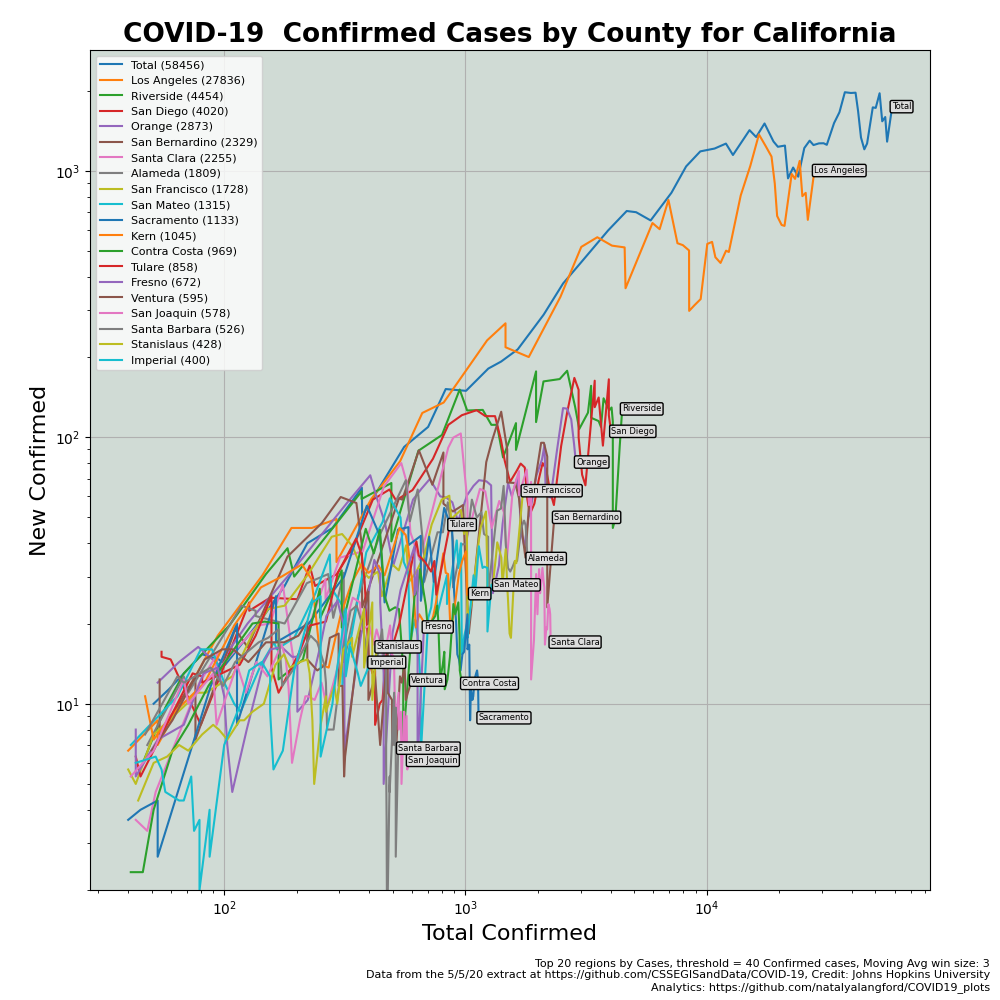 COVID-19  Confirmed Cases by County for California
Total (58456)
Los Angeles (27836)
Riverside (4454)
San Diego (4020)
Orange (2873)
San Bernardino (2329)
Santa Clara (2255)
Alameda (1809)
San Francisco (1728)
San Mateo (1315)
Sacramento (1133)
Kern (1045)
Contra Costa (969)
Tulare (858)
Fresno (672)
Ventura (595)
San Joaquin (578)
Santa Barbara (526)
Stanislaus (428)
Imperial (400)
Total
Los Angeles
Riverside
San Diego
Orange
San Francisco
San Bernardino
Tulare
Alameda
San Mateo
Kern
Fresno
Santa Clara
Stanislaus
Imperial
Ventura
Contra Costa
Sacramento
Santa Barbara
San Joaquin
10³
10²
10¹
New Confirmed
10² 10³ 10⁴
Total Confirmed
Top 20 regions by Cases, threshold = 40 Confirmed cases, Moving Avg win size: 3
Data from the 5/5/20 extract at https://github.com/CSSEGISandData/COVID-19, Credit: Johns Hopkins University
Analytics: https://github.com/natalyalangford/COVID19_plots